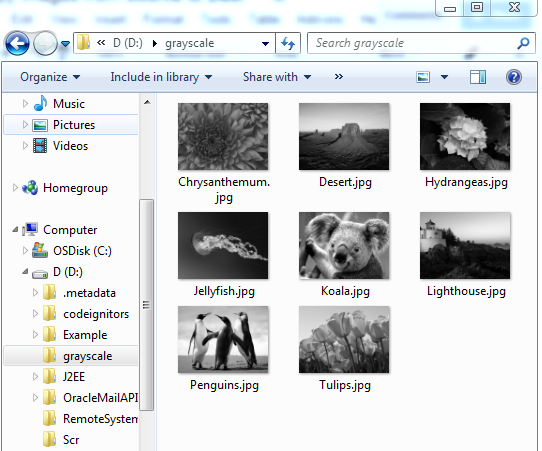 « D (D:) ▸ grayscale
Search grayscale
Organize Include in library Share with »
Music
Pictures
Videos
Homegroup
Computer
OSDisk (C:)
D (D:)
.metadata
codeignitors
Example
grayscale
J2EE
OracleMailAPI
RemoteSystem
Scr
Chrysanthemum.
jpg
Desert.jpg
Hydrangeas.jpg
Jellyfish.jpg
Koala.jpg
Lighthouse.jpg
Penguins.jpg
Tulips.jpg